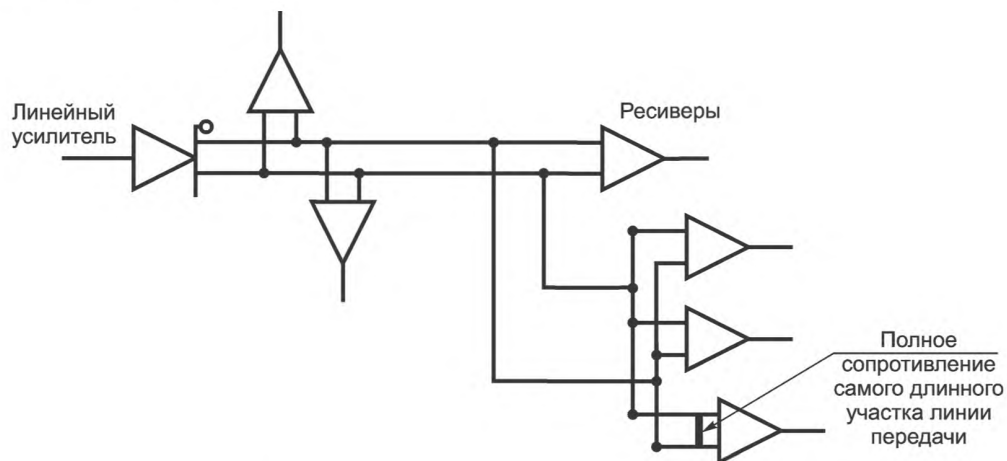 Линейный
усилитель
Ресиверы
Полное
сопротивление
самого длинного
участка линии
передачи